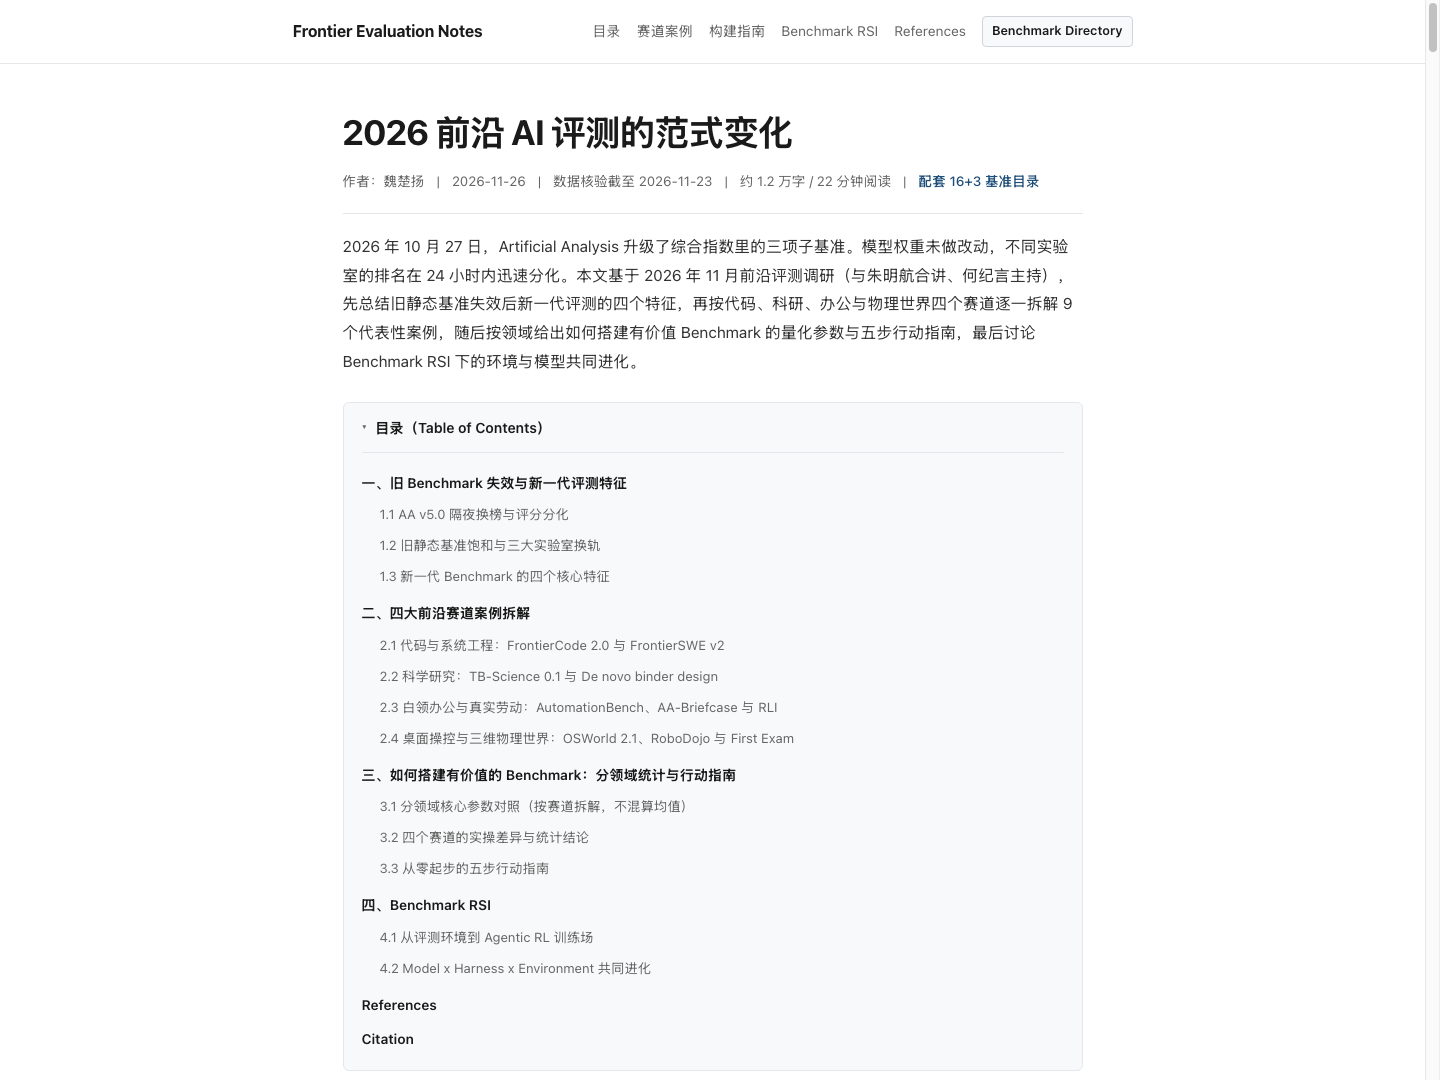 Frontier Evaluation Notes
目录 赛道案例 构建指南 Benchmark RSI References Benchmark Directory
2026 前沿 AI 评测的范式变化
作者：魏楚扬 | 2026-11-26 | 数据核验截至 2026-11-23 | 约 1.2 万字 / 22 分钟阅读 | 配套 16+3 基准目录
2026 年 10 月 27 日，Artificial Analysis 升级了综合指数里的三项子基准。模型权重未做改动，不同实验
室的排名在 24 小时内迅速分化。本文基于 2026 年 11 月前沿评测调研（与朱明航合讲、何纪言主持），
先总结旧静态基准失效后新一代评测的四个特征，再按代码、科研、办公与物理世界四个赛道逐一拆解 9
个代表性案例，随后按领域给出如何搭建有价值 Benchmark 的量化参数与五步行动指南，最后讨论
Benchmark RSI 下的环境与模型共同进化。
▾ 目录（Table of Contents）
一、旧 Benchmark 失效与新一代评测特征
1.1 AA v5.0 隔夜换榜与评分分化
1.2 旧静态基准饱和与三大实验室换轨
1.3 新一代 Benchmark 的四个核心特征
二、四大前沿赛道案例拆解
2.1 代码与系统工程：FrontierCode 2.0 与 FrontierSWE v2
2.2 科学研究：TB-Science 0.1 与 De novo binder design
2.3 白领办公与真实劳动：AutomationBench、AA-Briefcase 与 RLI
2.4 桌面操控与三维物理世界：OSWorld 2.1、RoboDojo 与 First Exam
三、如何搭建有价值的 Benchmark：分领域统计与行动指南
3.1 分领域核心参数对照（按赛道拆解，不混算均值）
3.2 四个赛道的实操差异与统计结论
3.3 从零起步的五步行动指南
四、Benchmark RSI
4.1 从评测环境到 Agentic RL 训练场
4.2 Model x Harness x Environment 共同进化
References
Citation